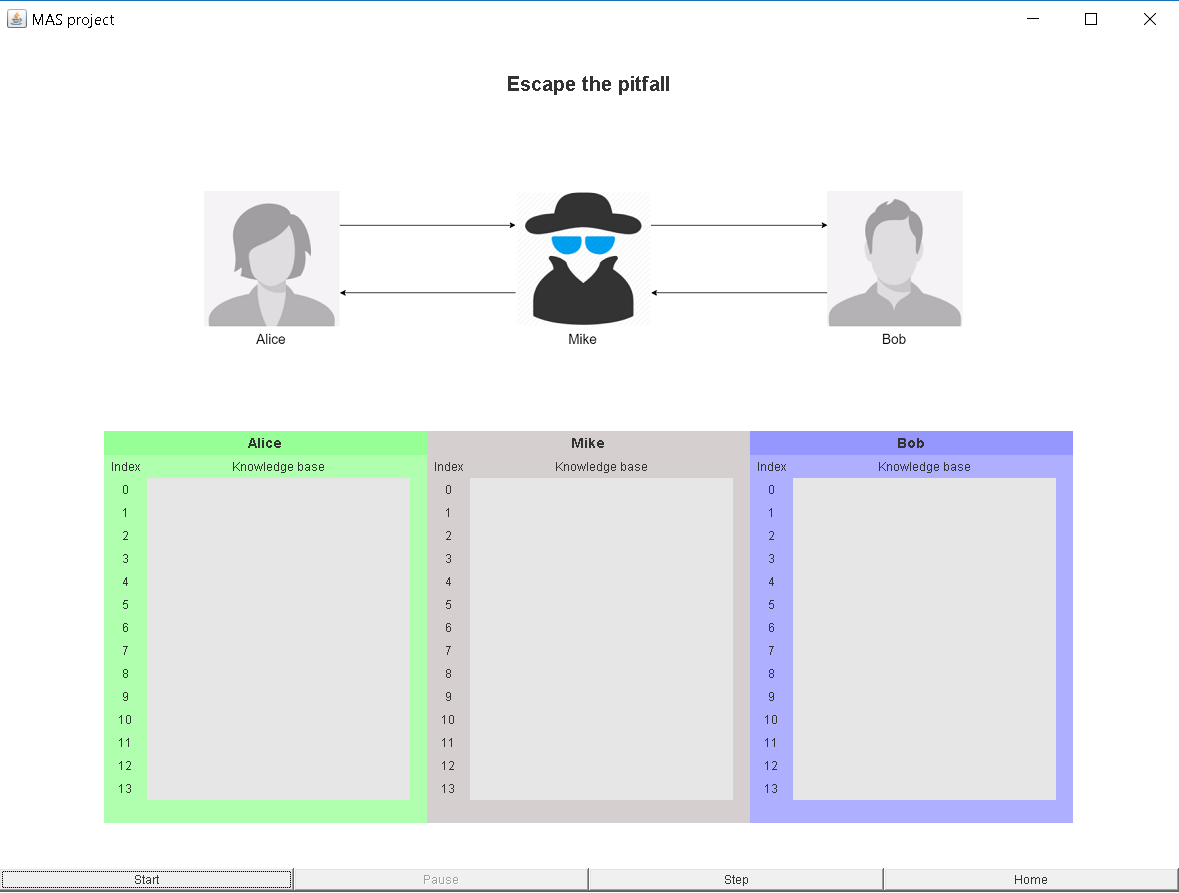 MAS project
Escape the pitfall
Alice Mike Bob
Alice Mike Bob
Index Knowledge base Index Knowledge base Index Knowledge base
0 0 0
1 1 1
2 2 2
3 3 3
4 4 4
5 5 5
6 6 6
7 7 7
8 8 8
9 9 9
10 10 10
11 11 11
12 12 12
13 13 13
Start Pause Step Home